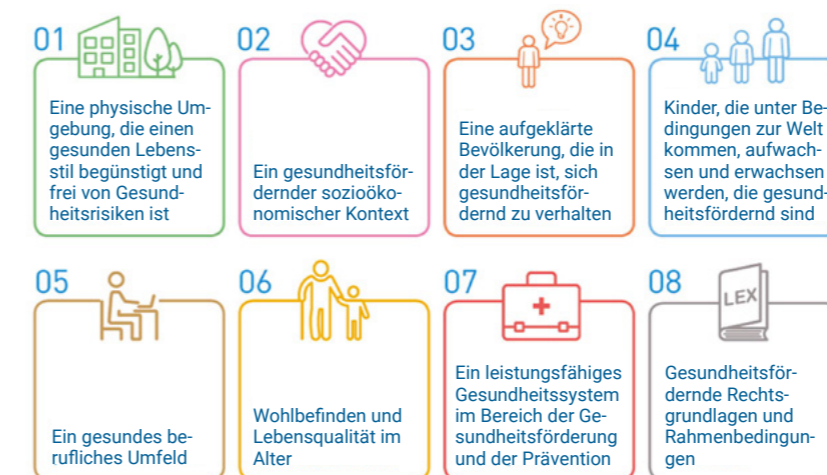 01
Eine physische Um-
gebung, die einen
gesunden Lebens-
stil begünstigt und
frei von Gesund-
heitsrisiken ist
02
Ein gesundheitsför-
dernder sozioöko-
nomischer Kontext
03
Eine aufgeklärte
Bevölkerung, die in
der Lage ist, sich
gesundheitsför-
dernd zu verhalten
04
Kinder, die unter Be-
dingungen zur Welt
kommen, aufwach-
sen und erwachsen
werden, die gesund-
heitsfördernd sind
05
Ein gesundes be-
rufliches Umfeld
06
Wohlbefinden und
Lebensqualität im
Alter
07
Ein leistungsfähiges
Gesundheitssystem
im Bereich der Ge-
sundheitsförderung
und der Prävention
08
LEX
Gesundheitsför-
dernde Rechts-
grundlagen und
Rahmenbedingun-
gen